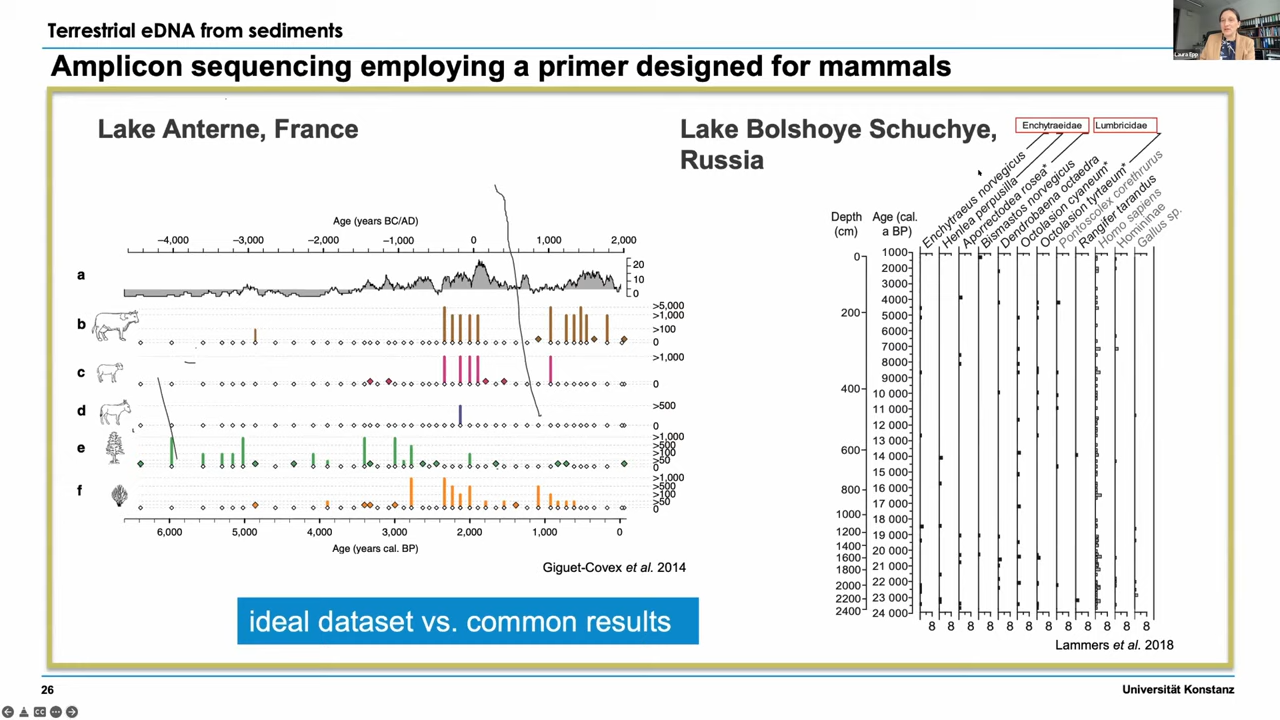 Terrestrial eDNA from sediments
Laura Epp
Amplicon sequencing employing a primer designed for mammals
Lake Anterne, France
Age (years BC/AD)
−4,000 −3,000 −2,000 −1,000 0 1,000 2,000
a
20
10
0
b
>5,000
>1,000
>100
0
c
>1,000
0
d
>500
0
e
>1,000
>500
>100
>50
0
f
>1,000
>500
>100
>50
0
6,000 5,000 4,000 3,000 2,000 1,000 0
Age (years cal. BP)
Giguet-Covex et al. 2014
ideal dataset vs. common results
Lake Bolshoye Schuchye,
Russia
Enchytraeidae Lumbricidae
Enchytraeus norvegicus
Henlea perpusilla
Aporrectodea rosea*
Bismastos norvegicus
Dendrobaena octaedra
Octolasion cyaneum*
Octolasion tyrtaeum*
Pontoscolex corethrurus
Rangifer tarandus
Homo sapiens
Homininae
Gallus sp.
Depth
(cm)
Age (cal.
a BP)
0
200
400
600
800
1000
1200
1400
1600
1800
2000
2200
2400
1000
2000
3000
4000
5000
6000
7000
8000
9000
10 000
11 000
12 000
13 000
14 000
15 000
16 000
17 000
18 000
19 000
20 000
21 000
22 000
23 000
24 000
8 8 8 8 8 8 8 8 8 8 8 8
Lammers et al. 2018
26
Universität Konstanz